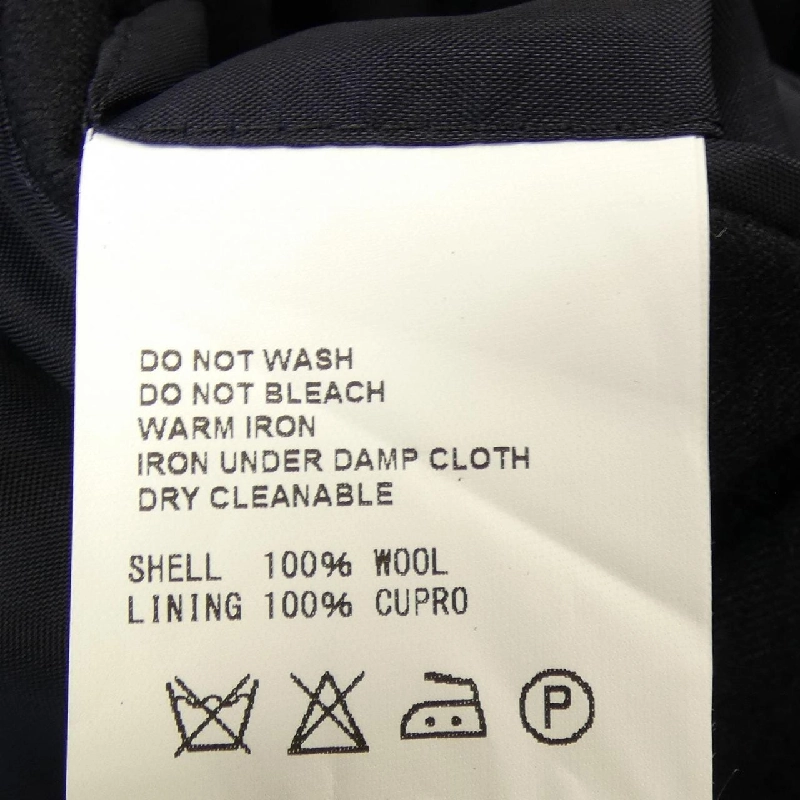 DO NOT WASH
DO NOT BLEACH
WARM IRON
IRON UNDER DAMP CLOTH
DRY CLEANABLE
SHELL 100% WOOL
LINING 100% CUPRO
P